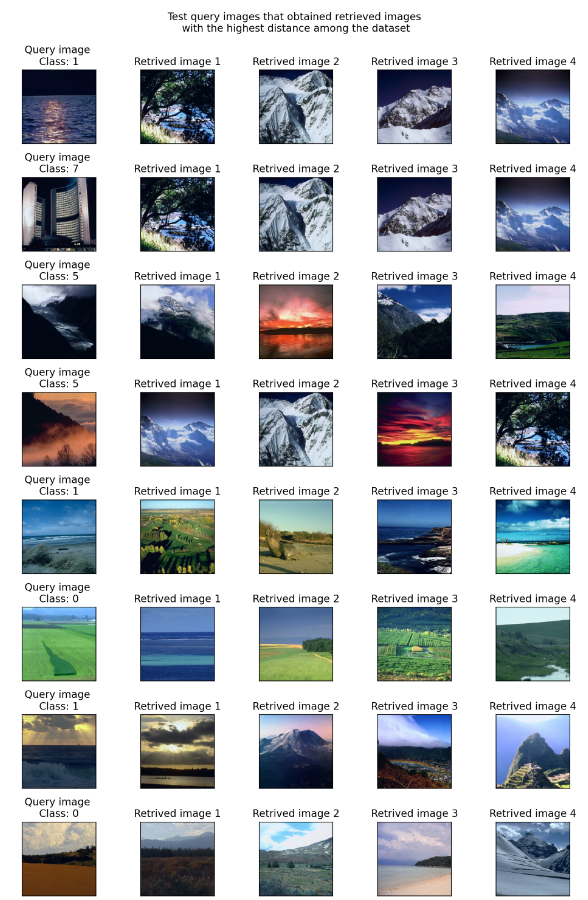 Test query images that obtained retrieved images
with the highest distance among the dataset
Query image
Class: 1
Retrived image 1
Retrived image 2
Retrived image 3
Retrived image 4
Query image
Class: 7
Retrived image 1
Retrived image 2
Retrived image 3
Retrived image 4
Query image
Class: 5
Retrived image 1
Retrived image 2
Retrived image 3
Retrived image 4
Query image
Class: 5
Retrived image 1
Retrived image 2
Retrived image 3
Retrived image 4
Query image
Class: 1
Retrived image 1
Retrived image 2
Retrived image 3
Retrived image 4
Query image
Class: 0
Retrived image 1
Retrived image 2
Retrived image 3
Retrived image 4
Query image
Class: 1
Retrived image 1
Retrived image 2
Retrived image 3
Retrived image 4
Query image
Class: 0
Retrived image 1
Retrived image 2
Retrived image 3
Retrived image 4